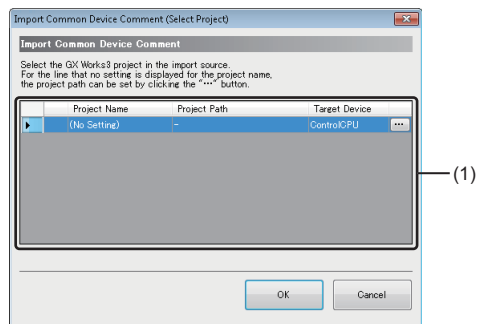 Import Common Device Comment (Select Project)
Import Common Device Comment
Select the GX Works3 project in the import source.
For the line that no setting is displayed for the project name,
the project path can be set by clicking the "..." button.
Project Name Project Path Target Device
(No Setting) - ControlCPU ...
(1)
OK Cancel